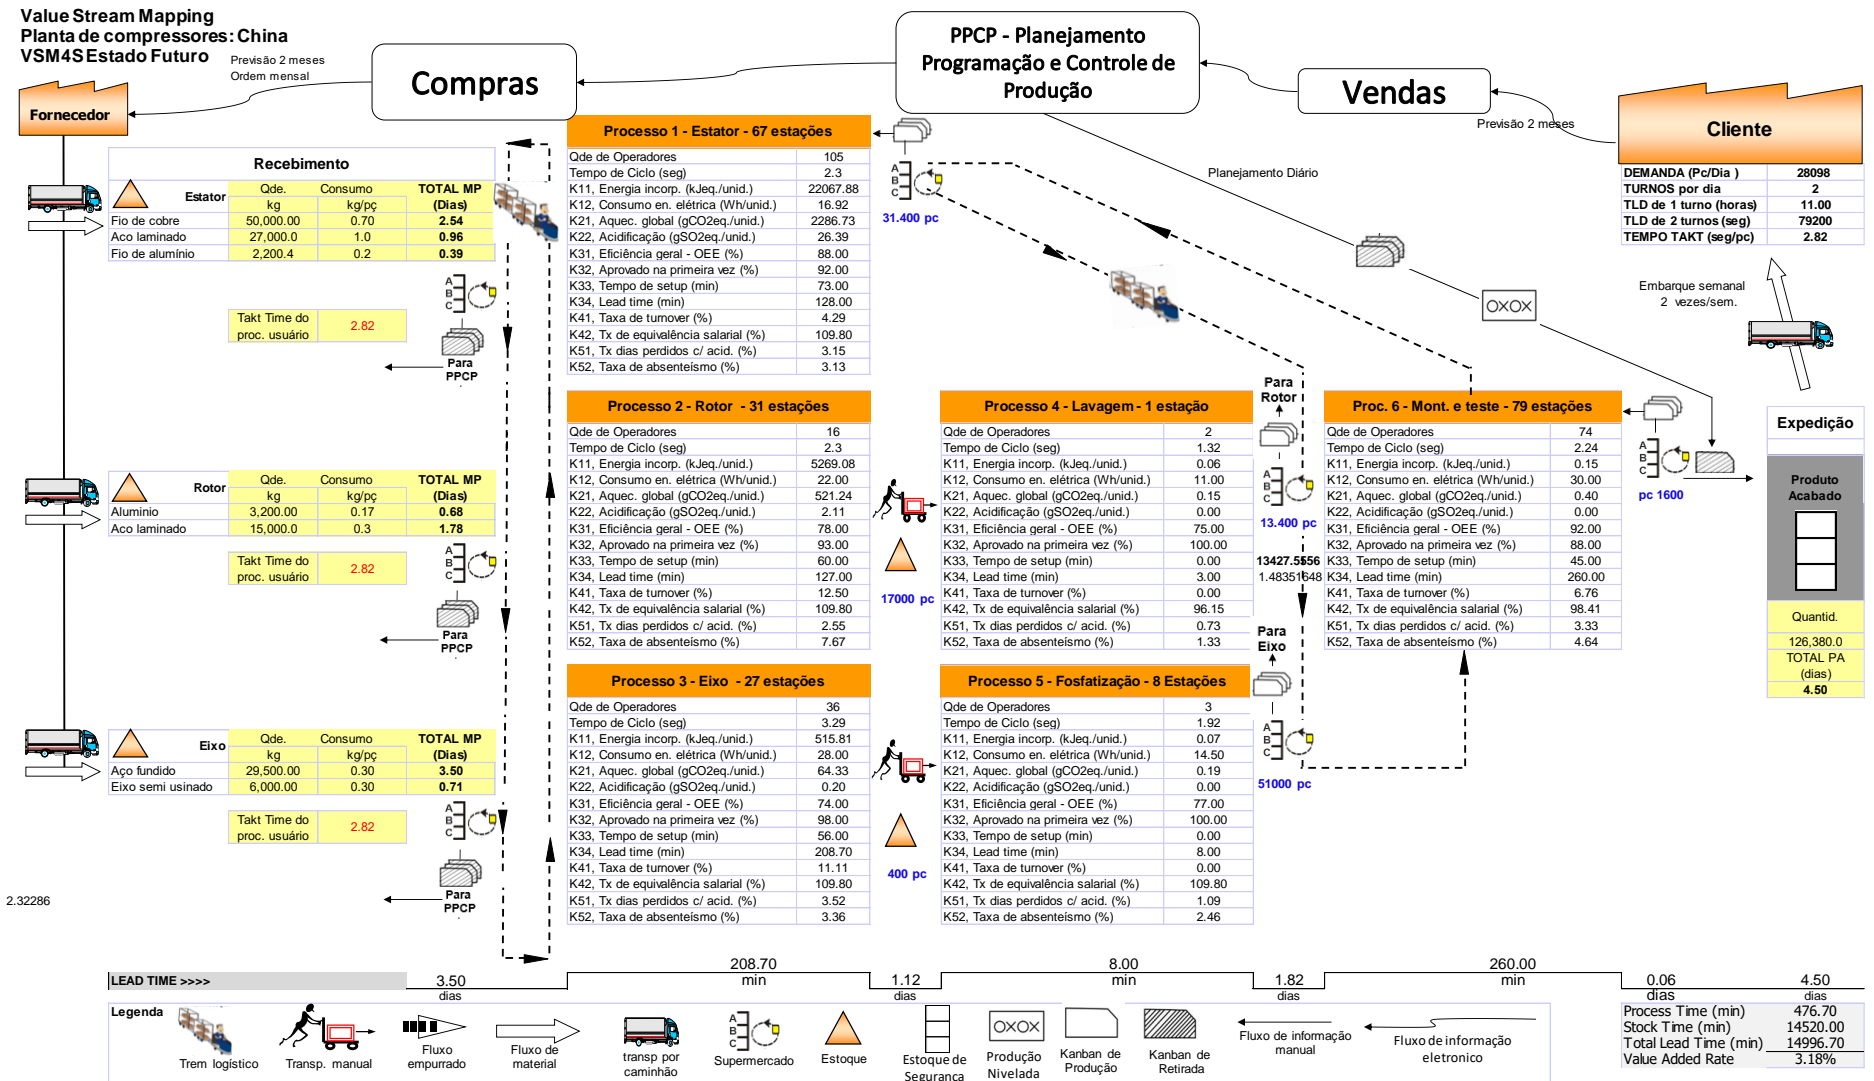 Value Stream Mapping
Planta de compressores: China
VSM4S Estado Futuro
Previsão 2 meses
Ordem mensal
Compras
PPCP - Planejamento
Programação e Controle de
Produção
Vendas
Previsão 2 meses
Fornecedor
Cliente
DEMANDA (Pc/Dia ) 28098
TURNOS por dia 2
TLD de 1 turno (horas) 11.00
TLD de 2 turnos (seg) 79200
TEMPO TAKT (seg/pc) 2.82
Planejamento Diário
OXOX
Embarque semanal
2 vezes/sem.
Recebimento
Estator Qde. Consumo TOTAL MP
kg kg/pç (Dias)
Fio de cobre 50,000.00 0.70 2.54
Aco laminado 27,000.0 1.0 0.96
Fio de alumínio 2,200.4 0.2 0.39
A
B
C
Takt Time do
proc. usuário
2.82
Para
PPCP
Processo 1 - Estator - 67 estações
Qde de Operadores 105
Tempo de Ciclo (seg) 2.3
K11, Energia incorp. (kJeq./unid.) 22067.88
K12, Consumo en. elétrica (Wh/unid.) 16.92
K21, Aquec. global (gCO2eq./unid.) 2286.73
K22, Acidificação (gSO2eq./unid.) 26.39
K31, Eficiência geral - OEE (%) 88.00
K32, Aprovado na primeira vez (%) 92.00
K33, Tempo de setup (min) 73.00
K34, Lead time (min) 128.00
K41, Taxa de turnover (%) 4.29
K42, Tx de equivalência salarial (%) 109.80
K51, Tx dias perdidos c/ acid. (%) 3.15
K52, Taxa de absenteísmo (%) 3.13
A
B
C
31.400 pc
Rotor Qde. Consumo TOTAL MP
kg kg/pç (Dias)
Aluminio 3,200.00 0.17 0.68
Aco laminado 15,000.0 0.3 1.78
Takt Time do
proc. usuário
2.82
A
B
C
Para
PPCP
Processo 2 - Rotor - 31 estações
Qde de Operadores 16
Tempo de Ciclo (seg) 2.3
K11, Energia incorp. (kJeq./unid.) 5269.08
K12, Consumo en. elétrica (Wh/unid.) 22.00
K21, Aquec. global (gCO2eq./unid.) 521.24
K22, Acidificação (gSO2eq./unid.) 2.11
K31, Eficiência geral - OEE (%) 78.00
K32, Aprovado na primeira vez (%) 93.00
K33, Tempo de setup (min) 60.00
K34, Lead time (min) 127.00
K41, Taxa de turnover (%) 12.50
K42, Tx de equivalência salarial (%) 109.80
K51, Tx dias perdidos c/ acid. (%) 2.55
K52, Taxa de absenteísmo (%) 7.67
17000 pc
Processo 4 - Lavagem - 1 estação
Qde de Operadores 2
Tempo de Ciclo (seg) 1.32
K11, Energia incorp. (kJeq./unid.) 0.06
K12, Consumo en. elétrica (Wh/unid.) 11.00
K21, Aquec. global (gCO2eq./unid.) 0.15
K22, Acidificação (gSO2eq./unid.) 0.00
K31, Eficiência geral - OEE (%) 75.00
K32, Aprovado na primeira vez (%) 100.00
K33, Tempo de setup (min) 0.00
K34, Lead time (min) 3.00
K41, Taxa de turnover (%) 0.00
K42, Tx de equivalência salarial (%) 96.15
K51, Tx dias perdidos c/ acid. (%) 0.73
K52, Taxa de absenteísmo (%) 1.33
Para
Rotor
A
B
C
13.400 pc
13427.5556
1.48351648
Proc. 6 - Mont. e teste - 79 estações
Qde de Operadores 74
Tempo de Ciclo (seg) 2.24
K11, Energia incorp. (kJeq./unid.) 0.15
K12, Consumo en. elétrica (Wh/unid.) 30.00
K21, Aquec. global (gCO2eq./unid.) 0.40
K22, Acidificação (gSO2eq./unid.) 0.00
K31, Eficiência geral - OEE (%) 92.00
K32, Aprovado na primeira vez (%) 88.00
K33, Tempo de setup (min) 45.00
K34, Lead time (min) 260.00
K41, Taxa de turnover (%) 6.76
K42, Tx de equivalência salarial (%) 98.41
K51, Tx dias perdidos c/ acid. (%) 3.33
K52, Taxa de absenteísmo (%) 4.64
A
B
C
pc 1600
Expedição
Produto
Acabado
Quantid.
126,380.0
TOTAL PA
(dias)
4.50
Eixo Qde. Consumo TOTAL MP
kg kg/pç (Dias)
Aço fundido 29,500.00 0.30 3.50
Eixo semi usinado 6,000.00 0.30 0.71
Takt Time do
proc. usuário
2.82
A
B
C
Para
PPCP
2.32286
Processo 3 - Eixo - 27 estações
Qde de Operadores 36
Tempo de Ciclo (seg) 3.29
K11, Energia incorp. (kJeq./unid.) 515.81
K12, Consumo en. elétrica (Wh/unid.) 28.00
K21, Aquec. global (gCO2eq./unid.) 64.33
K22, Acidificação (gSO2eq./unid.) 0.20
K31, Eficiência geral - OEE (%) 74.00
K32, Aprovado na primeira vez (%) 98.00
K33, Tempo de setup (min) 56.00
K34, Lead time (min) 208.70
K41, Taxa de turnover (%) 11.11
K42, Tx de equivalência salarial (%) 109.80
K51, Tx dias perdidos c/ acid. (%) 3.52
K52, Taxa de absenteísmo (%) 3.36
400 pc
Processo 5 - Fosfatização - 8 Estações
Qde de Operadores 3
Tempo de Ciclo (seg) 1.92
K11, Energia incorp. (kJeq./unid.) 0.07
K12, Consumo en. elétrica (Wh/unid.) 14.50
K21, Aquec. global (gCO2eq./unid.) 0.19
K22, Acidificação (gSO2eq./unid.) 0.00
K31, Eficiência geral - OEE (%) 77.00
K32, Aprovado na primeira vez (%) 100.00
K33, Tempo de setup (min) 0.00
K34, Lead time (min) 8.00
K41, Taxa de turnover (%) 0.00
K42, Tx de equivalência salarial (%) 109.80
K51, Tx dias perdidos c/ acid. (%) 1.09
K52, Taxa de absenteísmo (%) 2.46
Para
Eixo
A
B
C
51000 pc
LEAD TIME >>>>
3.50
dias
208.70
min
1.12
dias
8.00
min
1.82
dias
260.00
min
0.06
dias
4.50
dias
Process Time (min) 476.70
Stock Time (min) 14520.00
Total Lead Time (min) 14996.70
Value Added Rate 3.18%
Legenda
Trem logístico
Transp. manual
Fluxo
empurrado
Fluxo de
material
transp por
caminhão
A
B
C
Supermercado
Estoque
Estoque de
Segurança
OXOX
Produção
Nivelada
Kanban de
Produção
Kanban de
Retirada
Fluxo de informação
manual
Fluxo de informação
eletronico